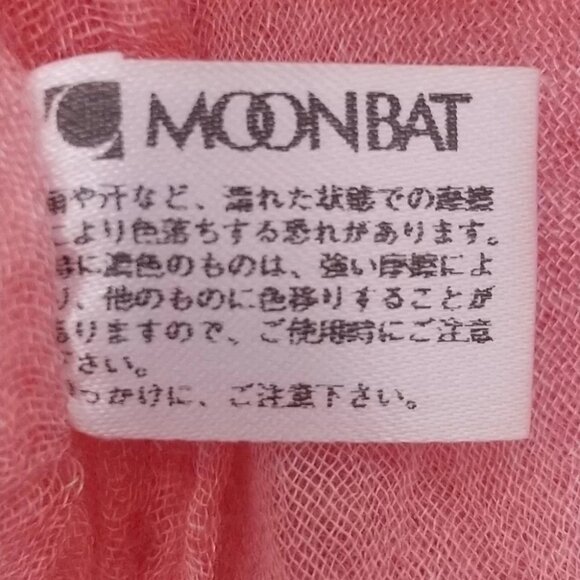 MOONBAT
雨や汗など、濡れた状態での摩擦
により色落ちする恐れがあります。
特に濃色のものは、強い摩擦によ
り、他のものに色移りすることが
ありますので、ご使用時にご注意
下さい。
ひっかけに、ご注意下さい。